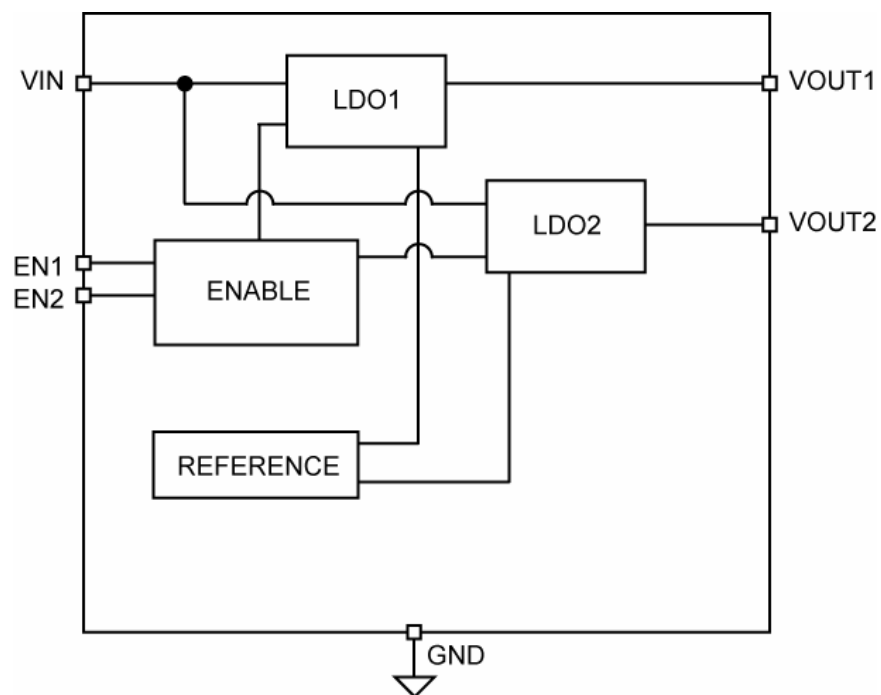 VIN
LDO1
VOUT1
LDO2
VOUT2
EN1
EN2
ENABLE
REFERENCE
GND